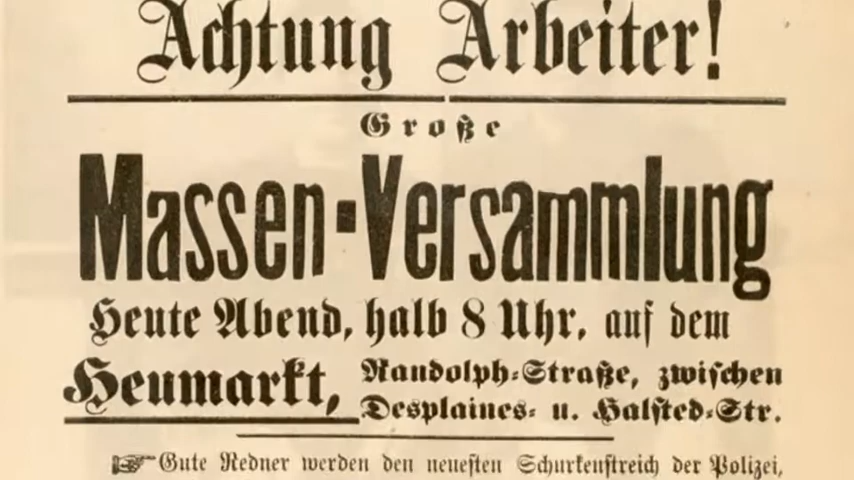 Achtung Arbeiter!
Große
Massen-Versammlung
Heute Abend, halb 8 Uhr, auf dem
Heumarkt, Randolph-Straße, zwischen
Desplaines- u. Halsted-Str.
☞Gute Redner werden den neuesten Schurkenstreich der Polizei,